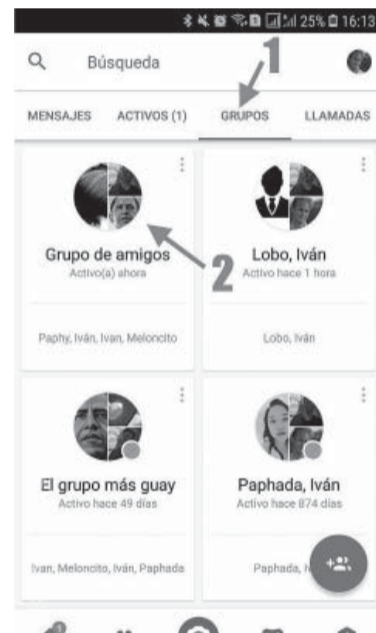 25% 16:13
1
Búsqueda
MENSAJES ACTIVOS (1) GRUPOS LLAMADAS
Grupo de amigos
Activo(a) ahora
2
Paphy, Iván, Ivan, Meloncito
Lobo, Iván
Activo hace 1 hora
Lobo, Iván
El grupo más guay
Activo hace 49 días
Ivan, Meloncito, Iván, Paphada
Paphada, Iván
Activo hace 874 días
Paphada,